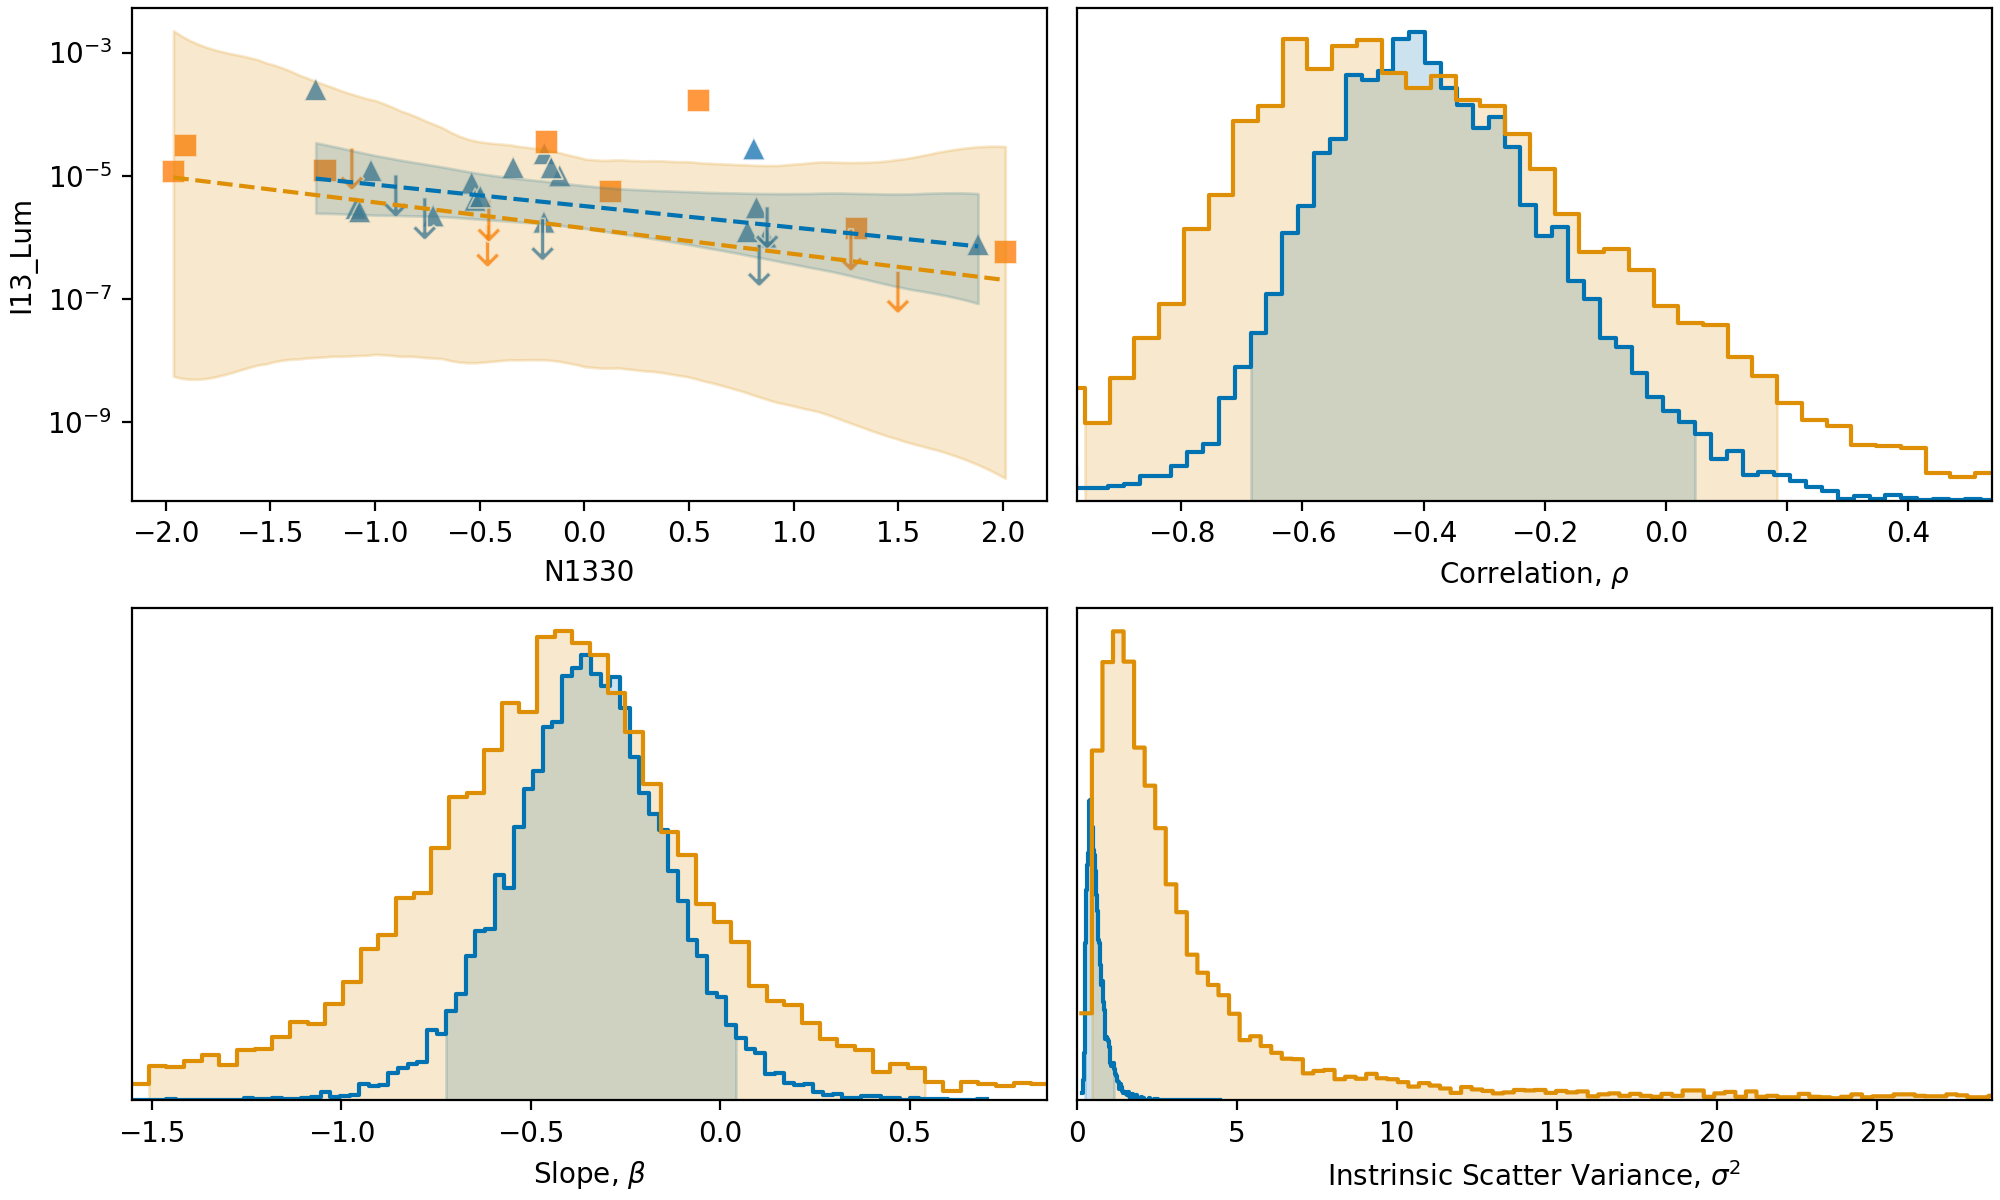 10⁻³
10⁻⁵
10⁻⁷
10⁻⁹
I13_Lum
−2.0 −1.5 −1.0 −0.5 0.0 0.5 1.0 1.5 2.0
N1330
−0.8 −0.6 −0.4 −0.2 0.0 0.2 0.4
Correlation, ρ
−1.5 −1.0 −0.5 0.0 0.5
Slope, β
0 5 10 15 20 25
Instrinsic Scatter Variance, σ²